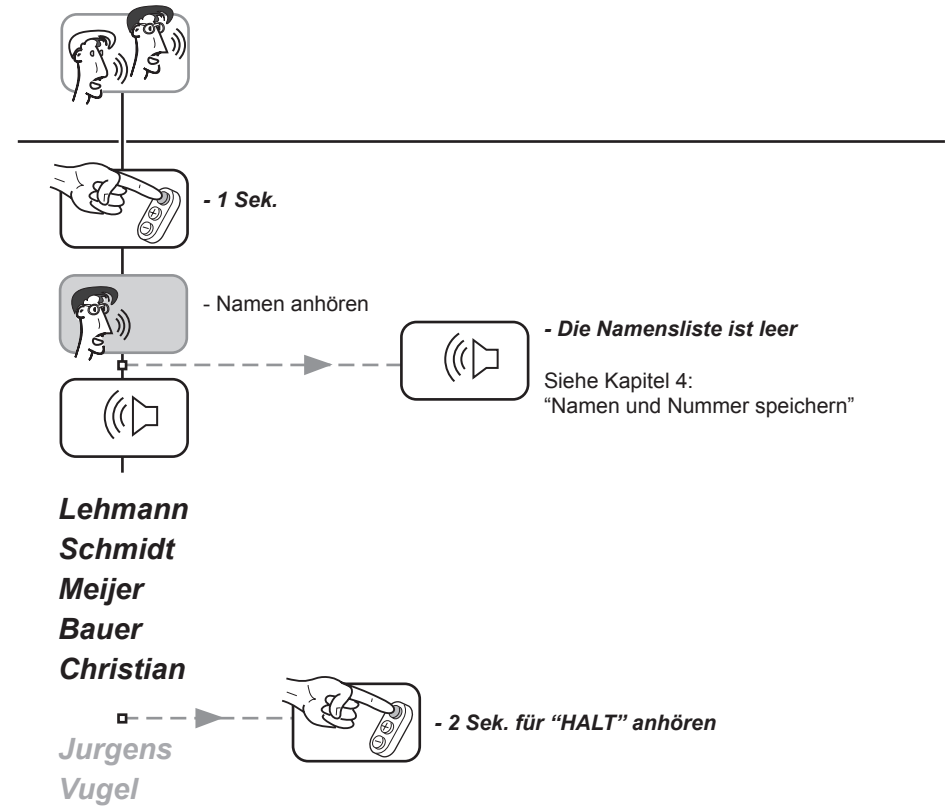 - 1 Sek.
- Namen anhören
- Die Namensliste ist leer
Siehe Kapitel 4:
“Namen und Nummer speichern”
Lehmann
Schmidt
Meijer
Bauer
Christian
- 2 Sek. für “HALT” anhören
Jurgens
Vugel